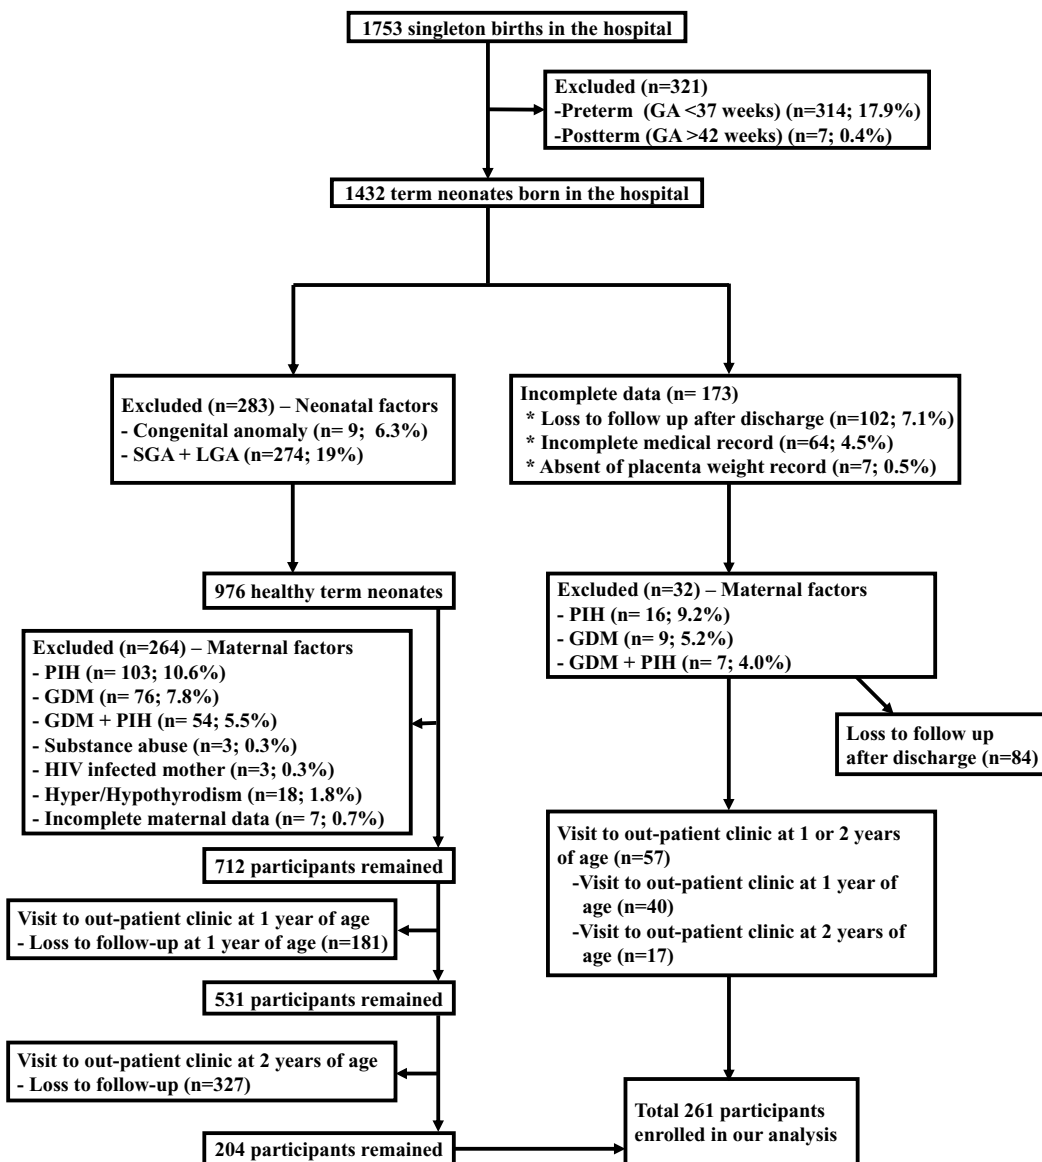 1753 singleton births in the hospital
Excluded (n=321)
-Preterm (GA <37 weeks) (n=314; 17.9%)
-Postterm (GA >42 weeks) (n=7; 0.4%)
1432 term neonates born in the hospital
Excluded (n=283) – Neonatal factors
- Congenital anomaly (n= 9; 6.3%)
- SGA + LGA (n=274; 19%)
Incomplete data (n= 173)
* Loss to follow up after discharge (n=102; 7.1%)
* Incomplete medical record (n=64; 4.5%)
* Absent of placenta weight record (n=7; 0.5%)
976 healthy term neonates
Excluded (n=264) – Maternal factors
- PIH (n= 103; 10.6%)
- GDM (n= 76; 7.8%)
- GDM + PIH (n= 54; 5.5%)
- Substance abuse (n=3; 0.3%)
- HIV infected mother (n=3; 0.3%)
- Hyper/Hypothyrodism (n=18; 1.8%)
- Incomplete maternal data (n= 7; 0.7%)
Excluded (n=32) – Maternal factors
- PIH (n= 16; 9.2%)
- GDM (n= 9; 5.2%)
- GDM + PIH (n= 7; 4.0%)
Loss to follow up
after discharge (n=84)
712 participants remained
Visit to out-patient clinic at 1 year of age
- Loss to follow-up at 1 year of age (n=181)
531 participants remained
Visit to out-patient clinic at 2 years of age
- Loss to follow-up (n=327)
204 participants remained
Visit to out-patient clinic at 1 or 2 years
of age (n=57)
-Visit to out-patient clinic at 1 year of
age (n=40)
-Visit to out-patient clinic at 2 years of
age (n=17)
Total 261 participants
enrolled in our analysis